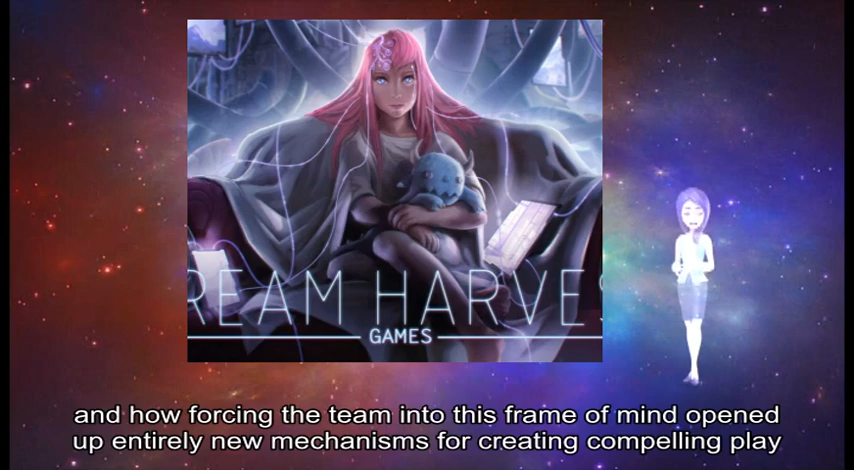 REAM HARVES
GAMES
and how forcing the team into this frame of mind opened
up entirely new mechanisms for creating compelling play